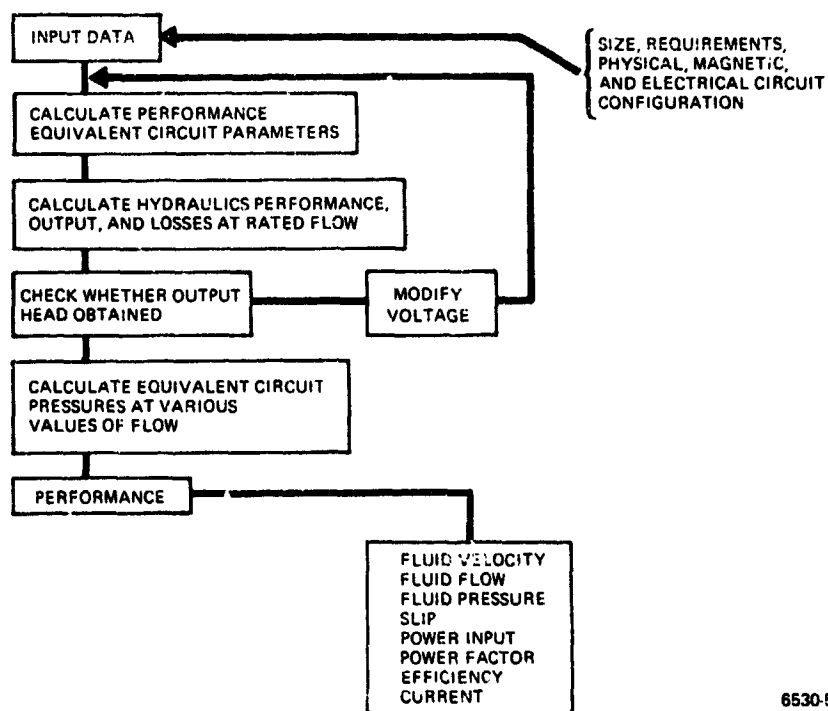 INPUT DATA
SIZE, REQUIREMENTS,
PHYSICAL, MAGNETIC,
AND ELECTRICAL CIRCUIT
CONFIGURATION
CALCULATE PERFORMANCE
EQUIVALENT CIRCUIT PARAMETERS
CALCULATE HYDRAULICS PERFORMANCE,
OUTPUT, AND LOSSES AT RATED FLOW
CHECK WHETHER OUTPUT
HEAD OBTAINED
MODIFY
VOLTAGE
CALCULATE EQUIVALENT CIRCUIT
PRESSURES AT VARIOUS
VALUES OF FLOW
PERFORMANCE
FLUID VELOCITY
FLUID FLOW
FLUID PRESSURE
SLIP
POWER INPUT
POWER FACTOR
EFFICIENCY
CURRENT